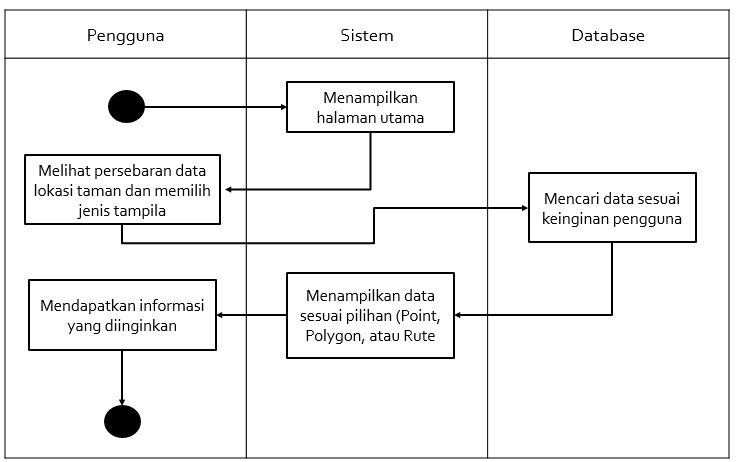 Pengguna
Sistem
Database
Menampilkan
halaman utama
Melihat persebaran data
lokasi taman dan memilih
jenis tampila
Mencari data sesuai
keinginan pengguna
Menampilkan data
sesuai pilihan (Point,
Polygon, atau Rute
Mendapatkan informasi
yang diinginkan